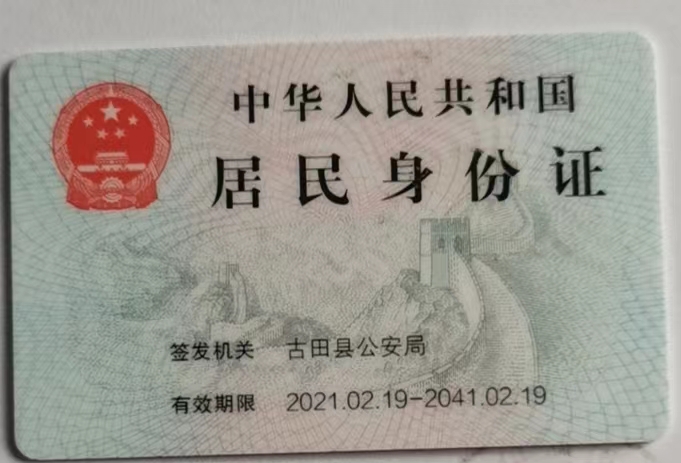 中华人民共和国
居民身份证
签发机关 古田县公安局
有效期限 2021.02.19-2041.02.19